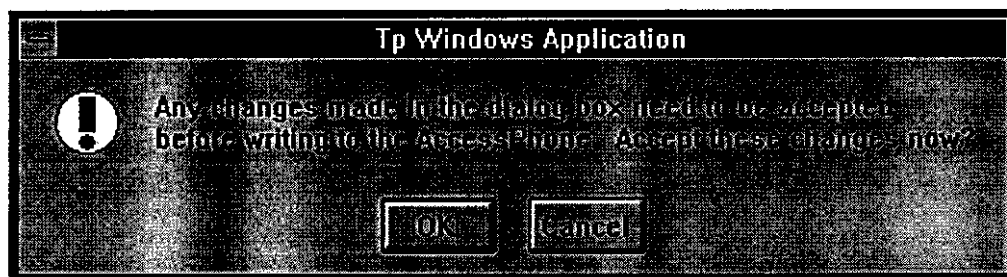 Tp Windows Application
Any changes made in the dialog box need to be accepted
before writing to the AccessPhone. Accept these changes now?
OK
Cancel